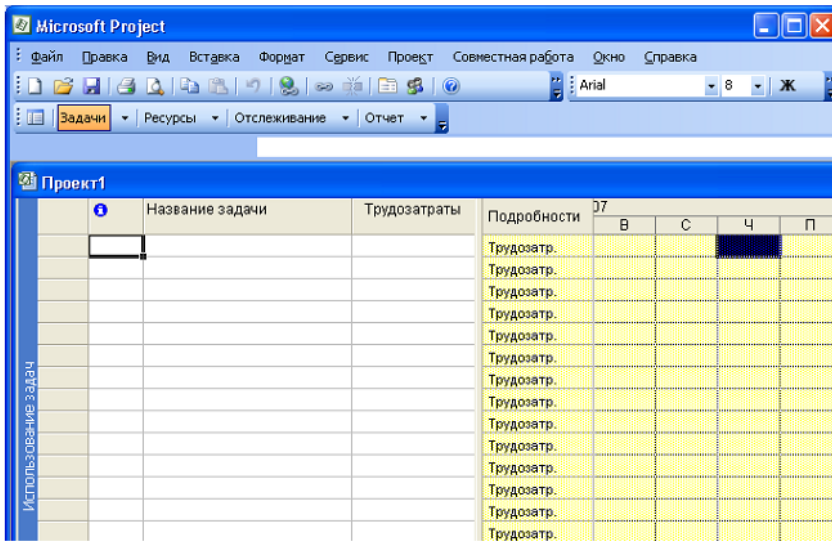 Microsoft Project
Файл Правка Вид Вставка Формат Сервис Проект Совместная работа Окно Справка
Arial 8 Ж
Задачи Ресурсы Отслеживание Отчет
Проект1
Название задачи Трудозатраты Подробности 07
В С Ч П
Трудозатр.
Трудозатр.
Трудозатр.
Трудозатр.
Трудозатр.
Трудозатр.
Трудозатр.
Трудозатр.
Трудозатр.
Трудозатр.
Трудозатр.
Трудозатр.
Трудозатр.
Трудозатр.
Использование задач